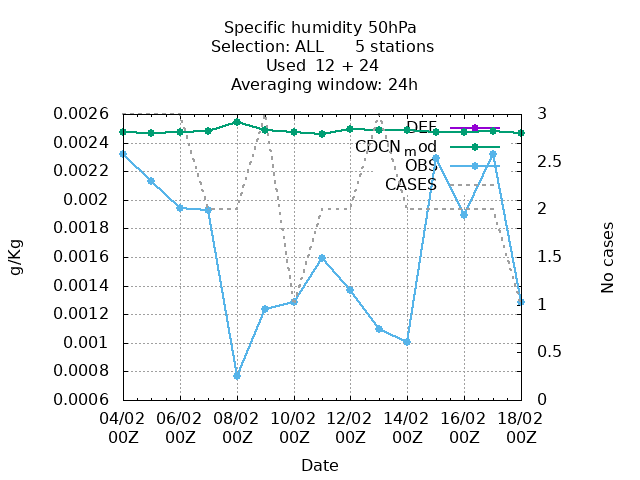 Specific humidity 50hPa
Selection: ALL 5 stations
Used 12 + 24
Averaging window: 24h
g/Kg
0.0026
0.0024
0.0022
0.002
0.0018
0.0016
0.0014
0.0012
0.001
0.0008
0.0006
3
2.5
2
1.5
1
0.5
0
No cases
DEF
CDCN_mod
OBS
CASES
04/02 06/02 08/02 10/02 12/02 14/02 16/02 18/02
00Z 00Z 00Z 00Z 00Z 00Z 00Z 00Z
Date